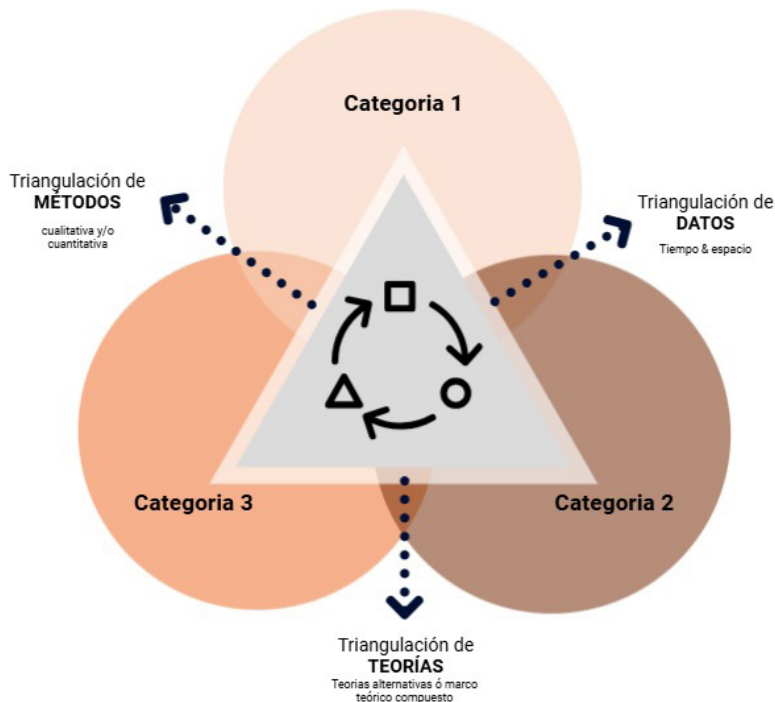 Categoria 1
Triangulación de
MÉTODOS
cualitativa y/o
cuantitativa
Triangulación de
DATOS
Tiempo & espacio
Categoria 3
Categoria 2
Triangulación de
TEORÍAS
Teorias alternativas ó marco
teórico compuesto